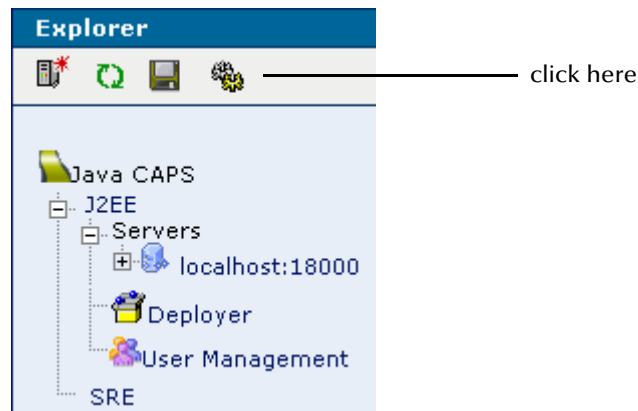 Explorer
click here
Java CAPS
J2EE
Servers
localhost:18000
Deployer
User Management
SRE